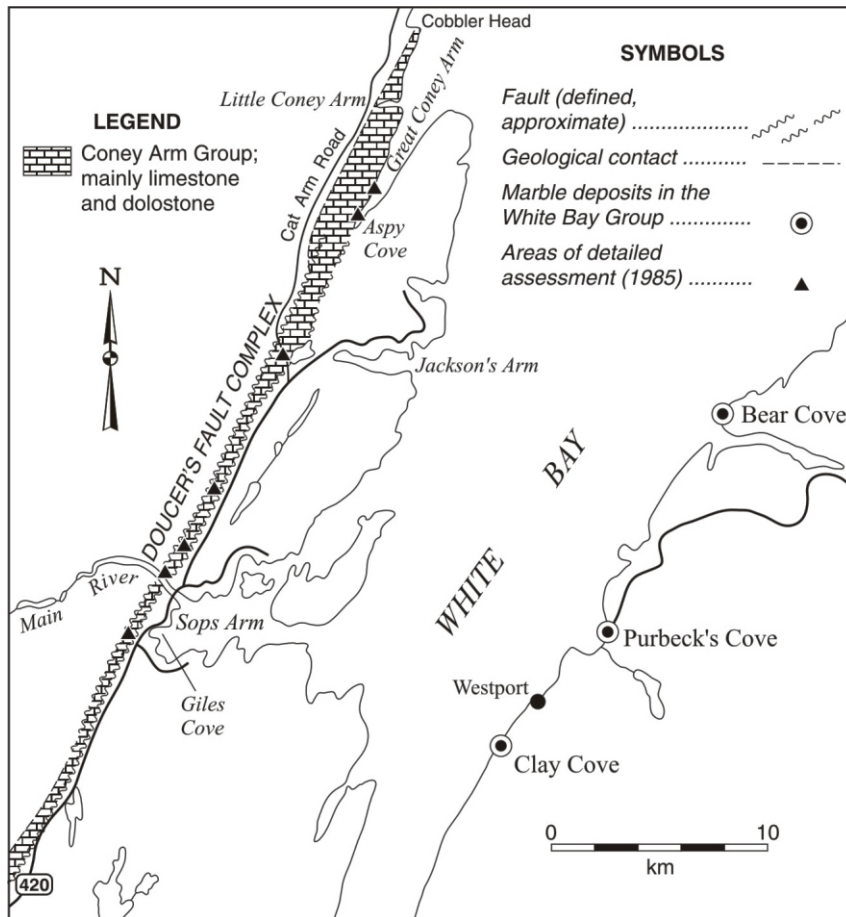 Cobbler Head
SYMBOLS
Fault (defined,
approximate) .....................
Geological contact ...........
Marble deposits in the
White Bay Group ..............
Areas of detailed
assessment (1985) ...........
LEGEND
Coney Arm Group;
mainly limestone
and dolostone
Little Coney Arm
Great Coney Arm
Cat Arm Road
Aspy
Cove
N
DOUCER'S FAULT COMPLEX
Jackson's Arm
Bear Cove
WHITE BAY
Main River
Sops Arm
Giles
Cove
Purbeck's Cove
Westport
Clay Cove
0 10
km
420